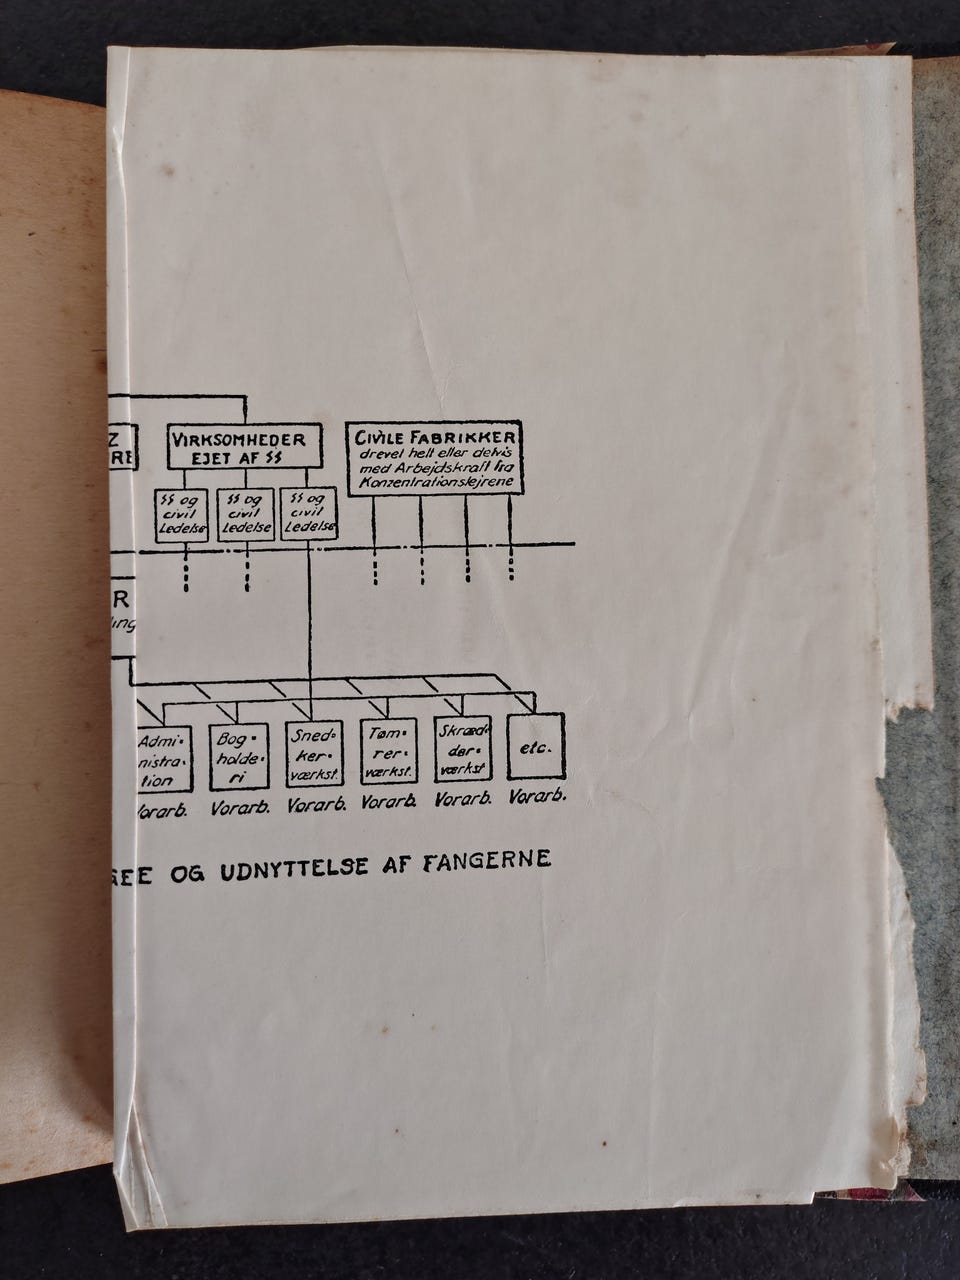 Z
RE
VIRKSOMHEDER
EJET AF SS
CIVILE FABRIKKER
drevet helt eller delvis
med Arbejdskraft fra
Konzentrationslejrene
SS og
civil
Ledelse
SS og
civil
Ledelse
SS og
civil
Ledelse
R
ing
Admi-
nistra-
tion
Bog-
holde-
ri
Sned-
ker-
værkst.
Tøm-
rer-
værkst.
Skræd-
der-
værkst
etc.
Vorarb.
Vorarb.
Vorarb.
Vorarb.
Vorarb.
Vorarb.
OG UDNYTTELSE AF FANGERNE